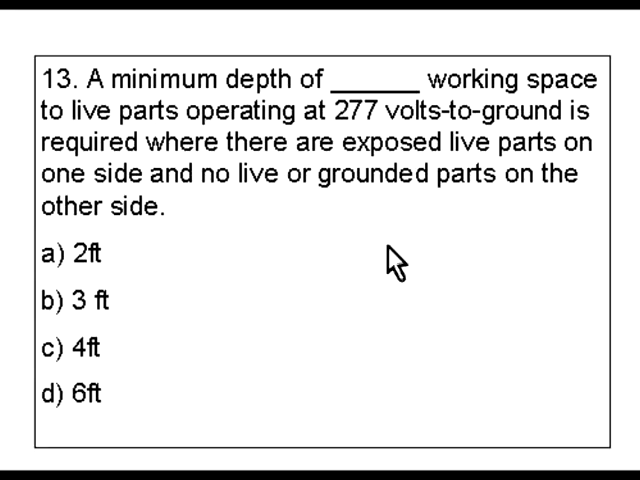 13. A minimum depth of ______ working space
to live parts operating at 277 volts-to-ground is
required where there are exposed live parts on
one side and no live or grounded parts on the
other side.
a) 2ft
b) 3 ft
c) 4ft
d) 6ft